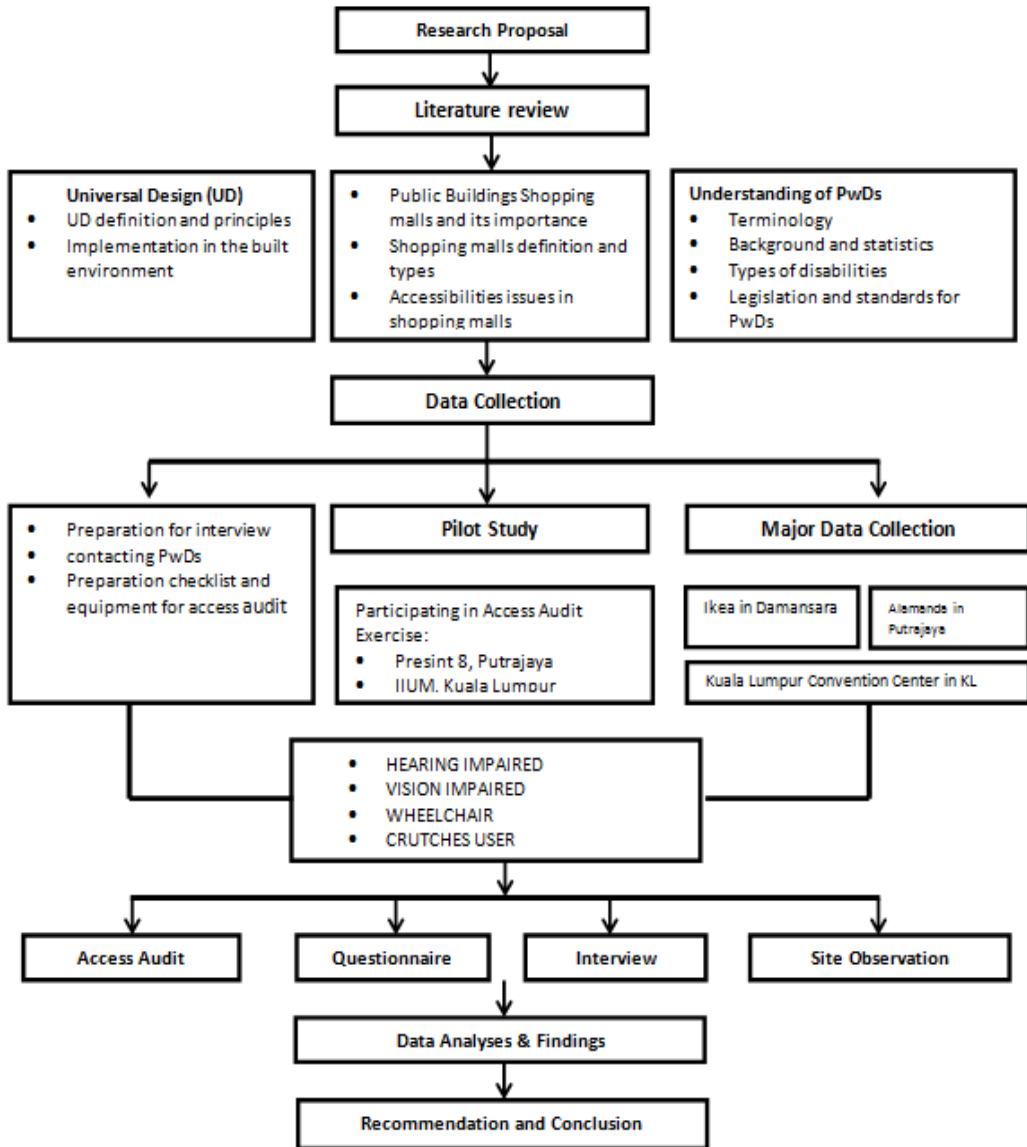 Research Proposal
Literature review
Universal Design (UD)
• UD definition and principles
• Implementation in the built
environment
• Public Buildings Shopping
malls and its importance
• Shopping malls definition and
types
• Accessibilities issues in
shopping malls
Understanding of PwDs
• Terminology
• Background and statistics
• Types of disabilities
• Legislation and standards for
PwDs
Data Collection
• Preparation for interview
• contacting PwDs
• Preparation checklist and
equipment for access audit
Pilot Study
Participating in Access Audit
Exercise:
• Presint 8, Putrajaya
• IIUM, Kuala Lumpur
Major Data Collection
Ikea in Damansara
Alamanda in
Putrajaya
Kuala Lumpur Convention Center in KL
• HEARING IMPAIRED
• VISION IMPAIRED
• WHEELCHAIR
• CRUTCHES USER
Access Audit
Questionnaire
Interview
Site Observation
Data Analyses & Findings
Recommendation and Conclusion